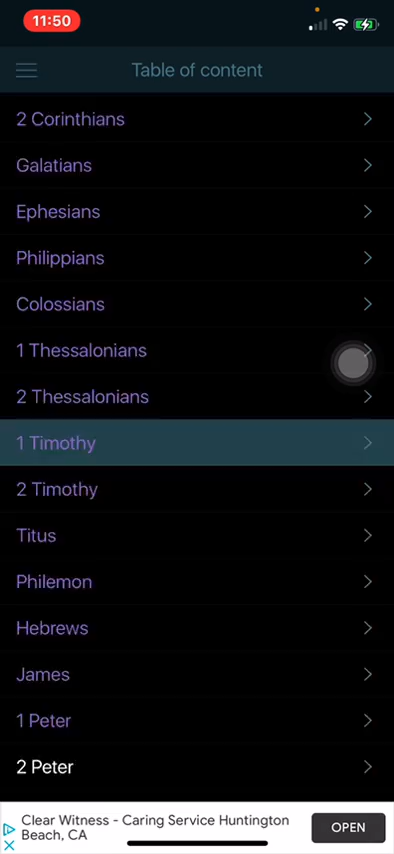 11:50
Table of content
2 Corinthians
Galatians
Ephesians
Philippians
Colossians
1 Thessalonians
2 Thessalonians
1 Timothy
2 Timothy
Titus
Philemon
Hebrews
James
1 Peter
2 Peter
Clear Witness - Caring Service Huntington
Beach, CA
OPEN